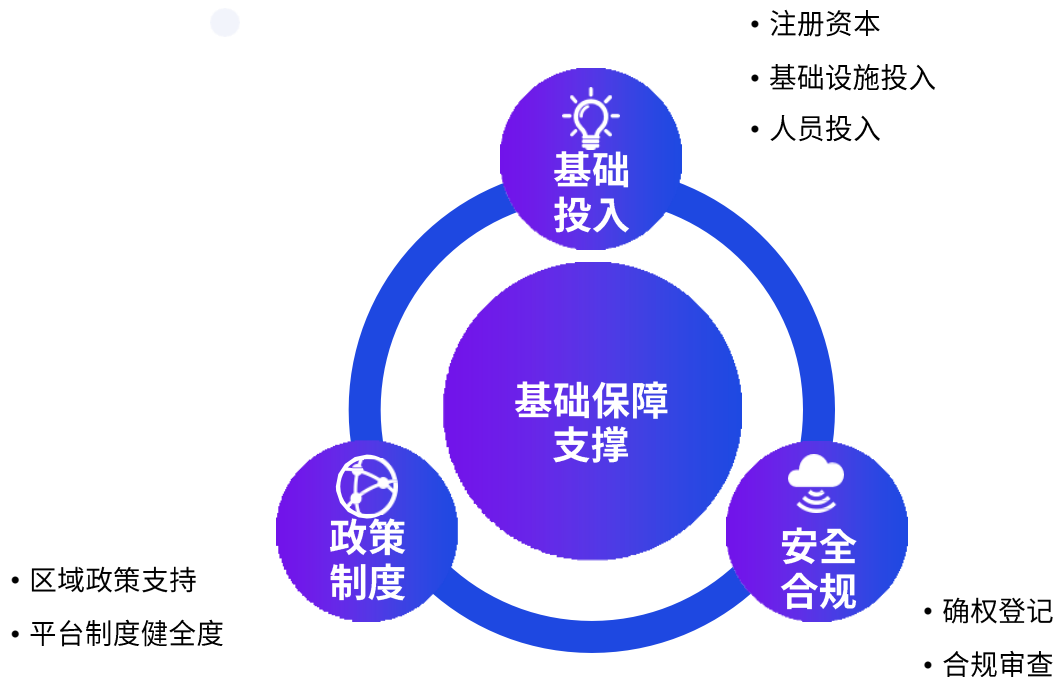 • 注册资本
• 基础设施投入
• 人员投入
基础
投入
基础保障
支撑
政策
制度
• 区域政策支持
• 平台制度健全度
安全
合规
• 确权登记
• 合规审查